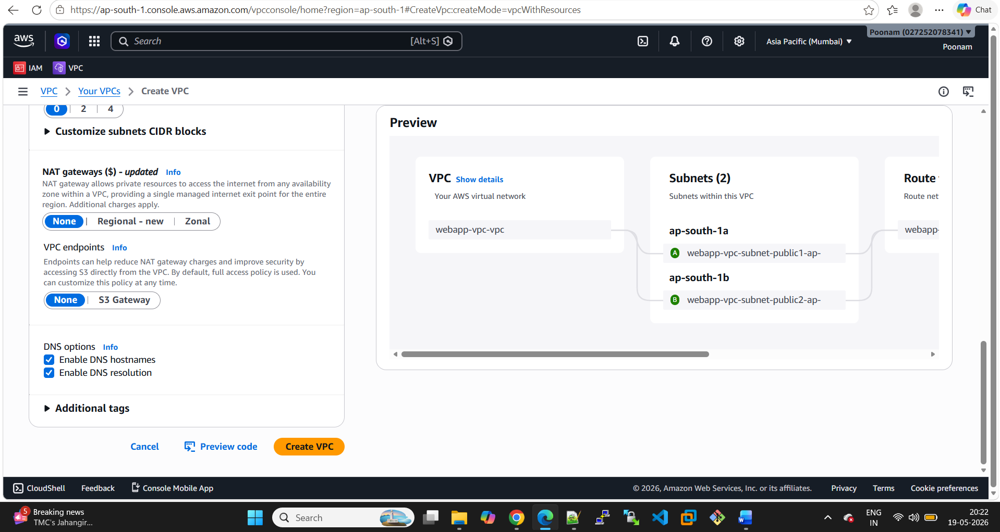 https://ap-south-1.console.aws.amazon.com/vpcconsole/home?region=ap-south-1#CreateVpc:createMode=vpcWithResources
Chat
aws
Search
[Alt+S]
Asia Pacific (Mumbai)
Poonam (027252078341)
Poonam
IAM
VPC
VPC
Your VPCs
Create VPC
0
2
4
Customize subnets CIDR blocks
NAT gateways ($) - updated Info
NAT gateway allows private resources to access the internet from any availability
zone within a VPC, providing a single managed internet exit point for the entire
region. Additional charges apply.
None
Regional - new
Zonal
VPC endpoints Info
Endpoints can help reduce NAT gateway charges and improve security by
accessing S3 directly from the VPC. By default, full access policy is used. You
can customize this policy at any time.
None
S3 Gateway
DNS options Info
Enable DNS hostnames
Enable DNS resolution
Additional tags
Cancel
Preview code
Create VPC
Preview
VPC Show details
Your AWS virtual network
webapp-vpc-vpc
Subnets (2)
Subnets within this VPC
ap-south-1a
A webapp-vpc-subnet-public1-ap-
ap-south-1b
B webapp-vpc-subnet-public2-ap-
Route
Route net
webapp-
CloudShell
Feedback
Console Mobile App
© 2026, Amazon Web Services, Inc. or its affiliates.
Privacy
Terms
Cookie preferences
5
Breaking news
TMC's Jahangir...
Search
W
ENG
IN
20:22
19-05-2026